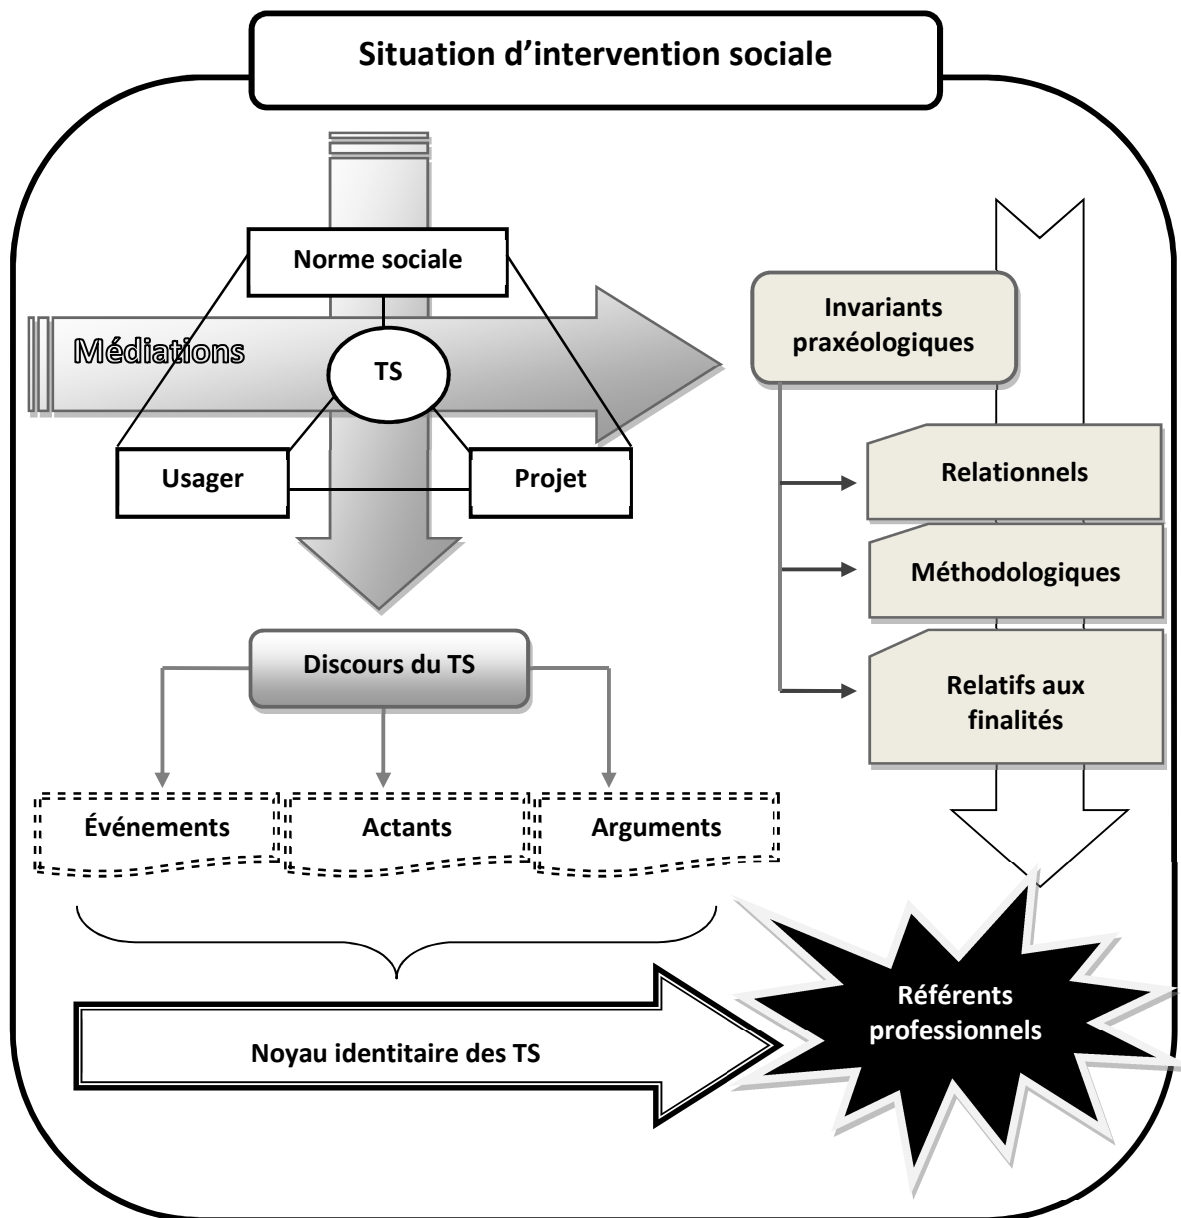 Situation d’intervention sociale
Norme sociale
Médiations
TS
Usager
Projet
Invariants
praxéologiques
Relationnels
Méthodologiques
Relatifs aux
finalités
Discours du TS
Événements
Actants
Arguments
Noyau identitaire des TS
Référents
professionnels